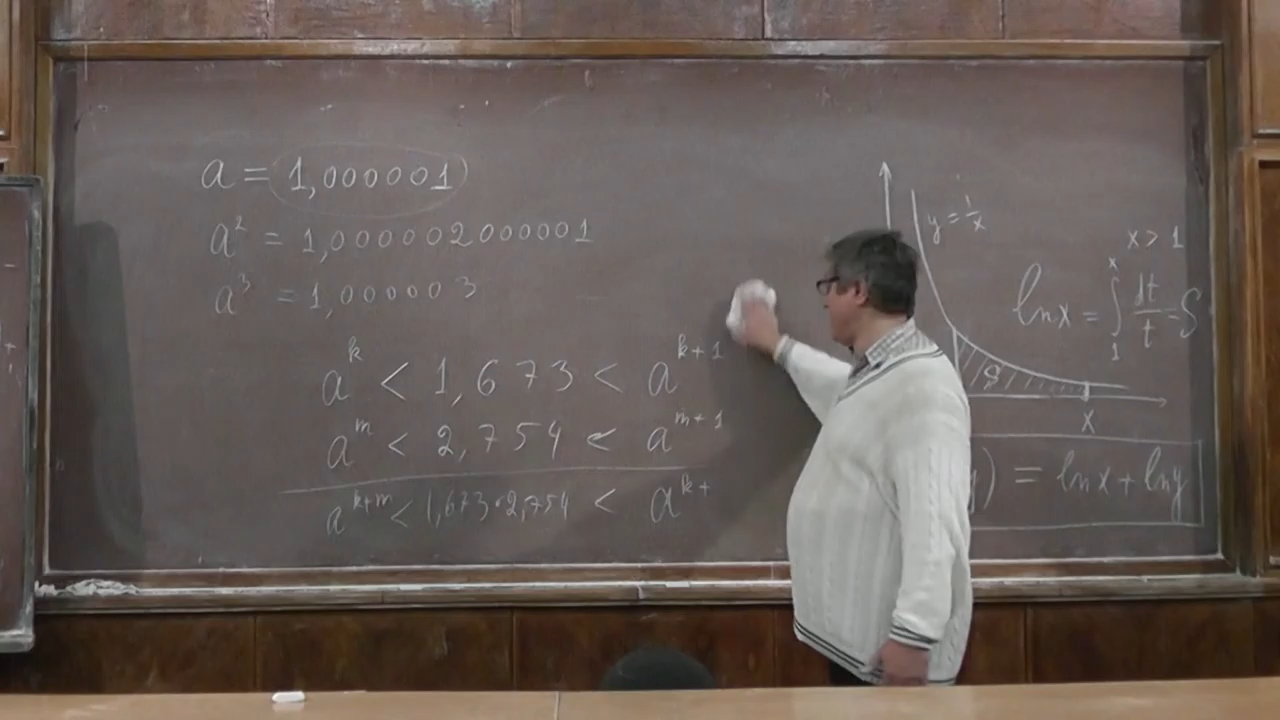 a = 1,000001
a² = 1,000002000001
a³ = 1,000003
a^k < 1,673 < a^{k+1}
a^m < 2,754 < a^{m+1}
a^{k+m} < 1,673·2,754 < a^{k+
y = 1/x
x > 1
ln x = ∫₁ˣ dt/t = S
S
x
) = ln x + ln y